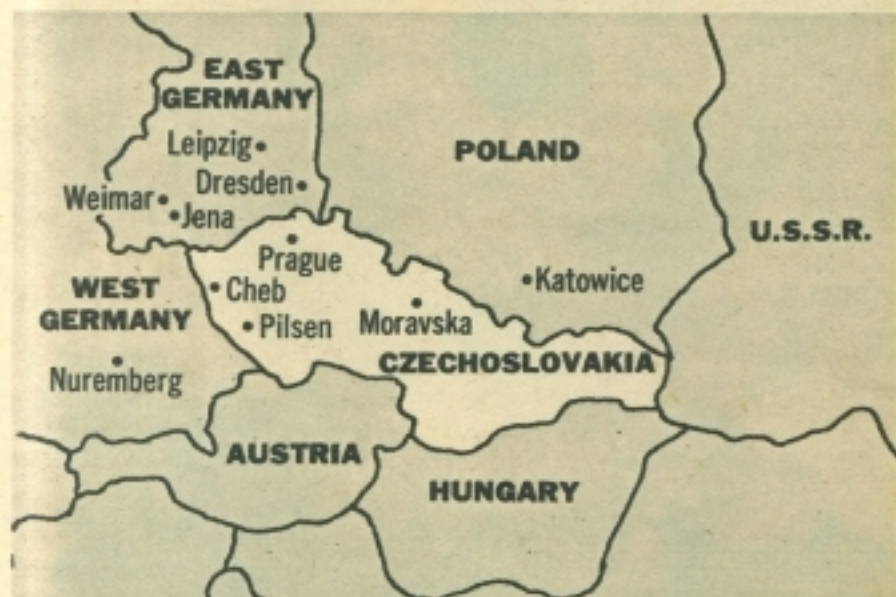 EAST
GERMANY
Leipzig
Dresden
Weimar
Jena
POLAND
U.S.S.R.
Prague
Cheb
Pilsen
Moravska
Katowice
WEST
GERMANY
Nuremberg
CZECHOSLOVAKIA
AUSTRIA
HUNGARY